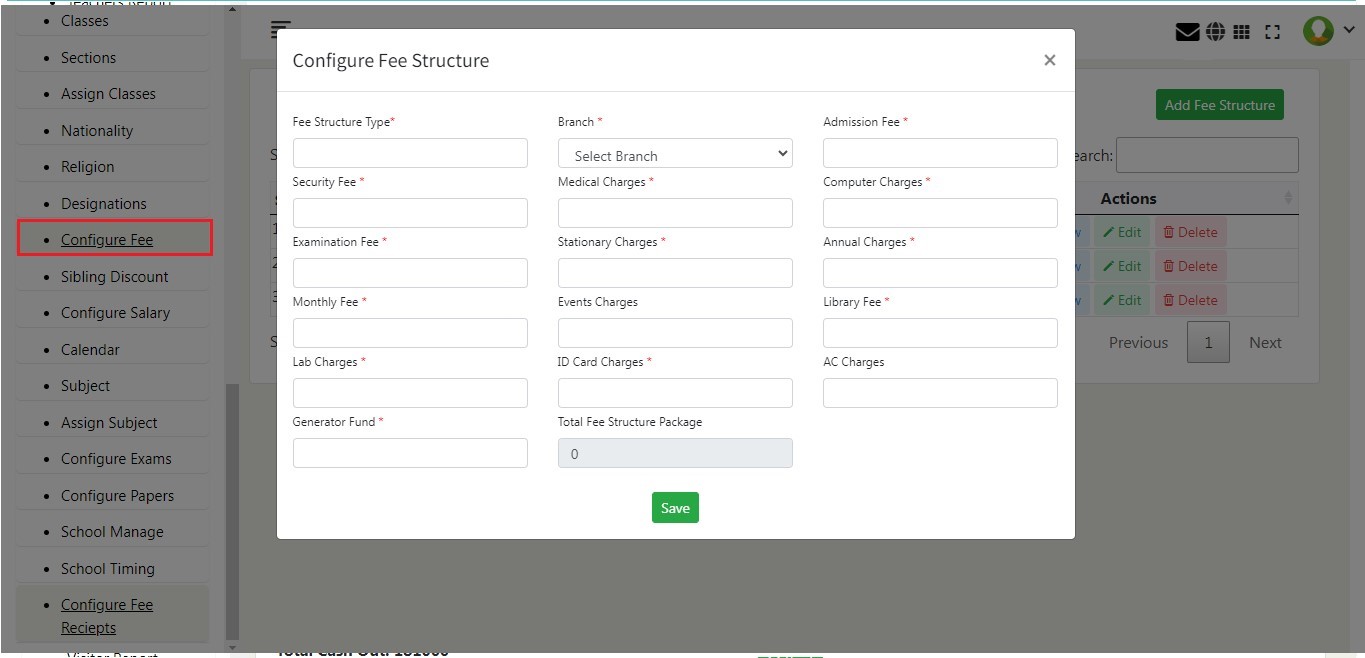 Teachers Report
Classes
Sections
Assign Classes
Nationality
Religion
Designations
Configure Fee
Sibling Discount
Configure Salary
Calendar
Subject
Assign Subject
Configure Exams
Configure Papers
School Manage
School Timing
Configure Fee
Reciepts
Visitor Report
Configure Fee Structure ×
Fee Structure Type* Branch * Admission Fee *
Select Branch
Security Fee * Medical Charges * Computer Charges *
Examination Fee * Stationary Charges * Annual Charges *
Monthly Fee * Events Charges Library Fee *
Lab Charges * ID Card Charges * AC Charges
Generator Fund * Total Fee Structure Package
0
Save
Add Fee Structure
earch:
Actions
w Edit Delete
w Edit Delete
w Edit Delete
Previous 1 Next
Total Cash Out: 181000